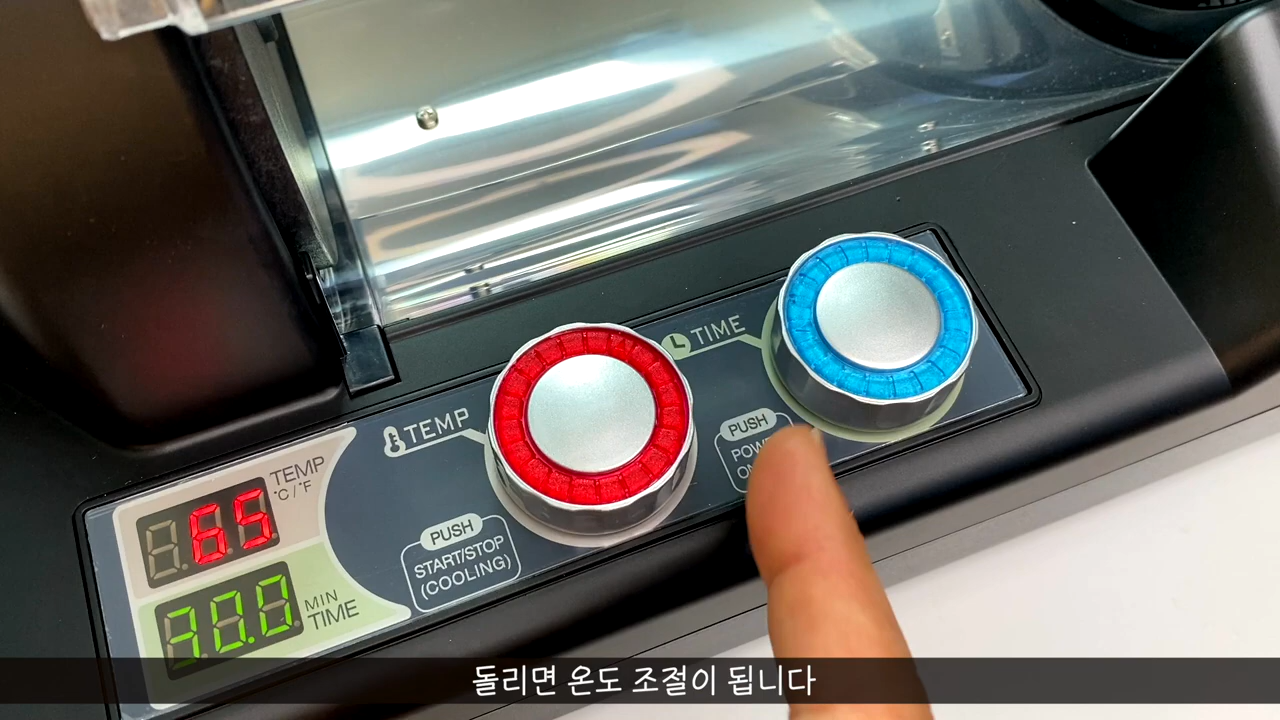 TIME
TEMP
PUSH
65
TEMP
°C/°F
PUSH
START/STOP
(COOLING)
MIN
TIME
돌리면 온도 조절이 됩니다